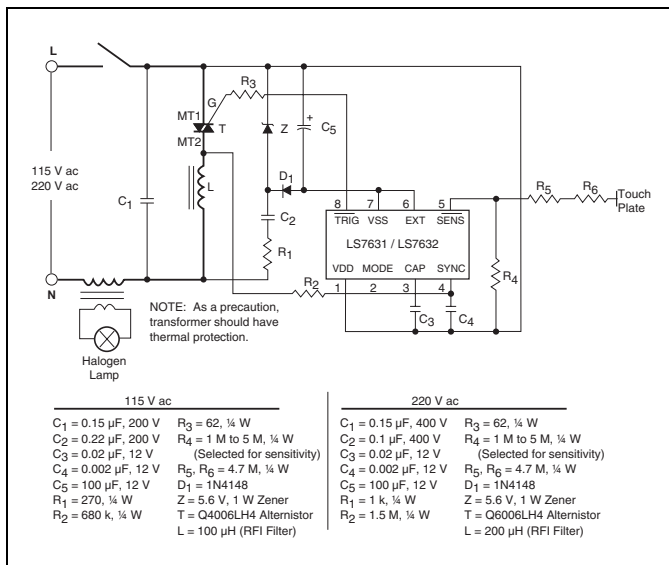 L
R3
G
MT1
T
MT2
Z
C5
+
115 V ac
220 V ac
C1
L
D1
C2
R1
8 7 6 5
TRIG VSS EXT SENS
LS7631 / LS7632
VDD MODE CAP SYNC
1 2 3 4
R5
R6
Touch
Plate
R4
R2
C3
C4
N
NOTE: As a precaution,
transformer should have
thermal protection.
Halogen
Lamp
115 V ac
C1 = 0.15 µF, 200 V
C2 = 0.22 µF, 200 V
C3 = 0.02 µF, 12 V
C4 = 0.002 µF, 12 V
C5 = 100 µF, 12 V
R1 = 270, ¼ W
R2 = 680 k, ¼ W
R3 = 62, ¼ W
R4 = 1 M to 5 M, ¼ W
(Selected for sensitivity)
R5, R6 = 4.7 M, ¼ W
D1 = 1N4148
Z = 5.6 V, 1 W Zener
T = Q4006LH4 Alternistor
L = 100 µH (RFI Filter)
220 V ac
C1 = 0.15 µF, 400 V
C2 = 0.1 µF, 400 V
C3 = 0.02 µF, 12 V
C4 = 0.002 µF, 12 V
C5 = 100 µF, 12 V
R1 = 1 k, ¼ W
R2 = 1.5 M, ¼ W
R3 = 62, ¼ W
R4 = 1 M to 5 M, ¼ W
(Selected for sensitivity)
R5, R6 = 4.7 M, ¼ W
D1 = 1N4148
Z = 5.6 V, 1 W Zener
T = Q6006LH4 Alternistor
L = 200 µH (RFI Filter)